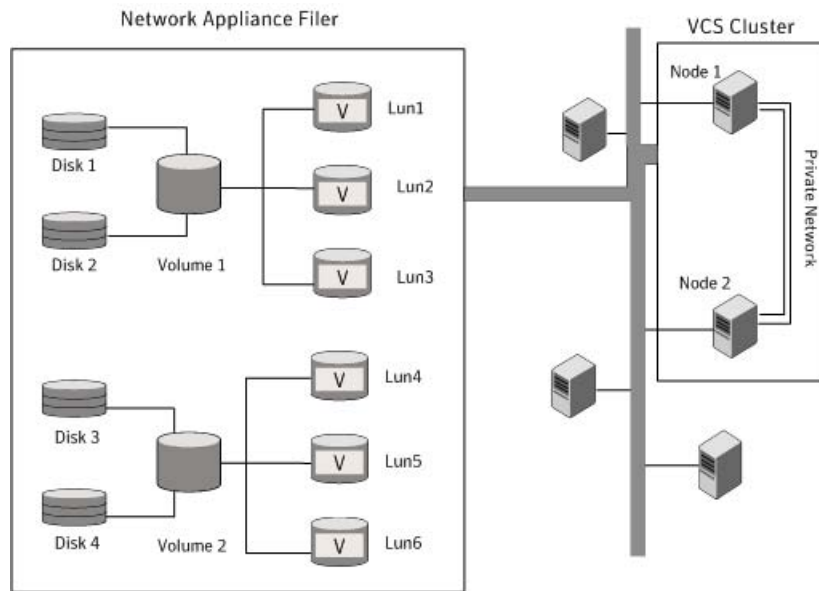 Network Appliance Filer
VCS Cluster
Node 1
V
Lun1
Disk 1
V
Lun2
Disk 2
Volume 1
V
Lun3
Private Network
Node 2
V
Lun4
Disk 3
V
Lun5
Disk 4
Volume 2
V
Lun6